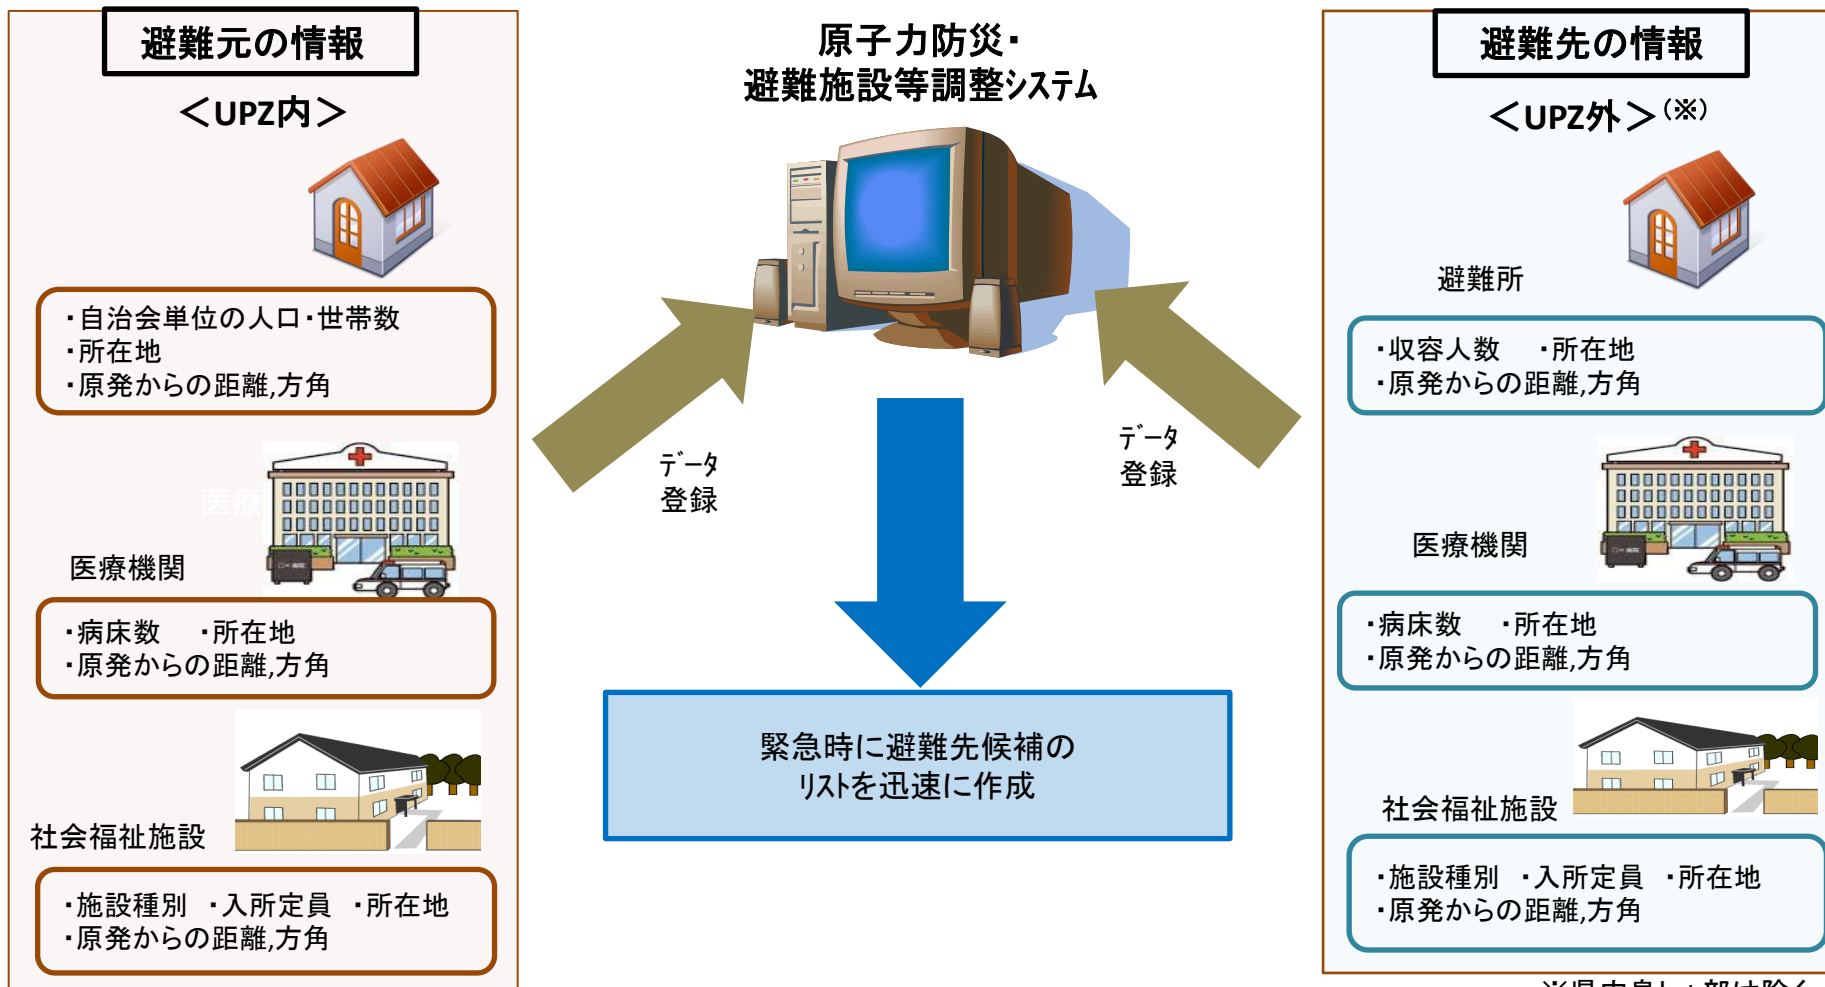 避難元の情報
＜UPZ内＞
・自治会単位の人口・世帯数
・所在地
・原発からの距離,方角
医療
医療機関
・病床数　・所在地
・原発からの距離,方角
社会福祉施設
・施設種別　・入所定員　・所在地
・原発からの距離,方角
原子力防災・
避難施設等調整ｼｽﾃﾑ
ﾃﾞｰﾀ
登録
ﾃﾞｰﾀ
登録
緊急時に避難先候補の
ﾘｽﾄを迅速に作成
避難先の情報
＜UPZ外＞(※)
避難所
・収容人数　・所在地
・原発からの距離,方角
医療機関
・病床数　・所在地
・原発からの距離,方角
社会福祉施設
・施設種別　・入所定員　・所在地
・原発からの距離,方角